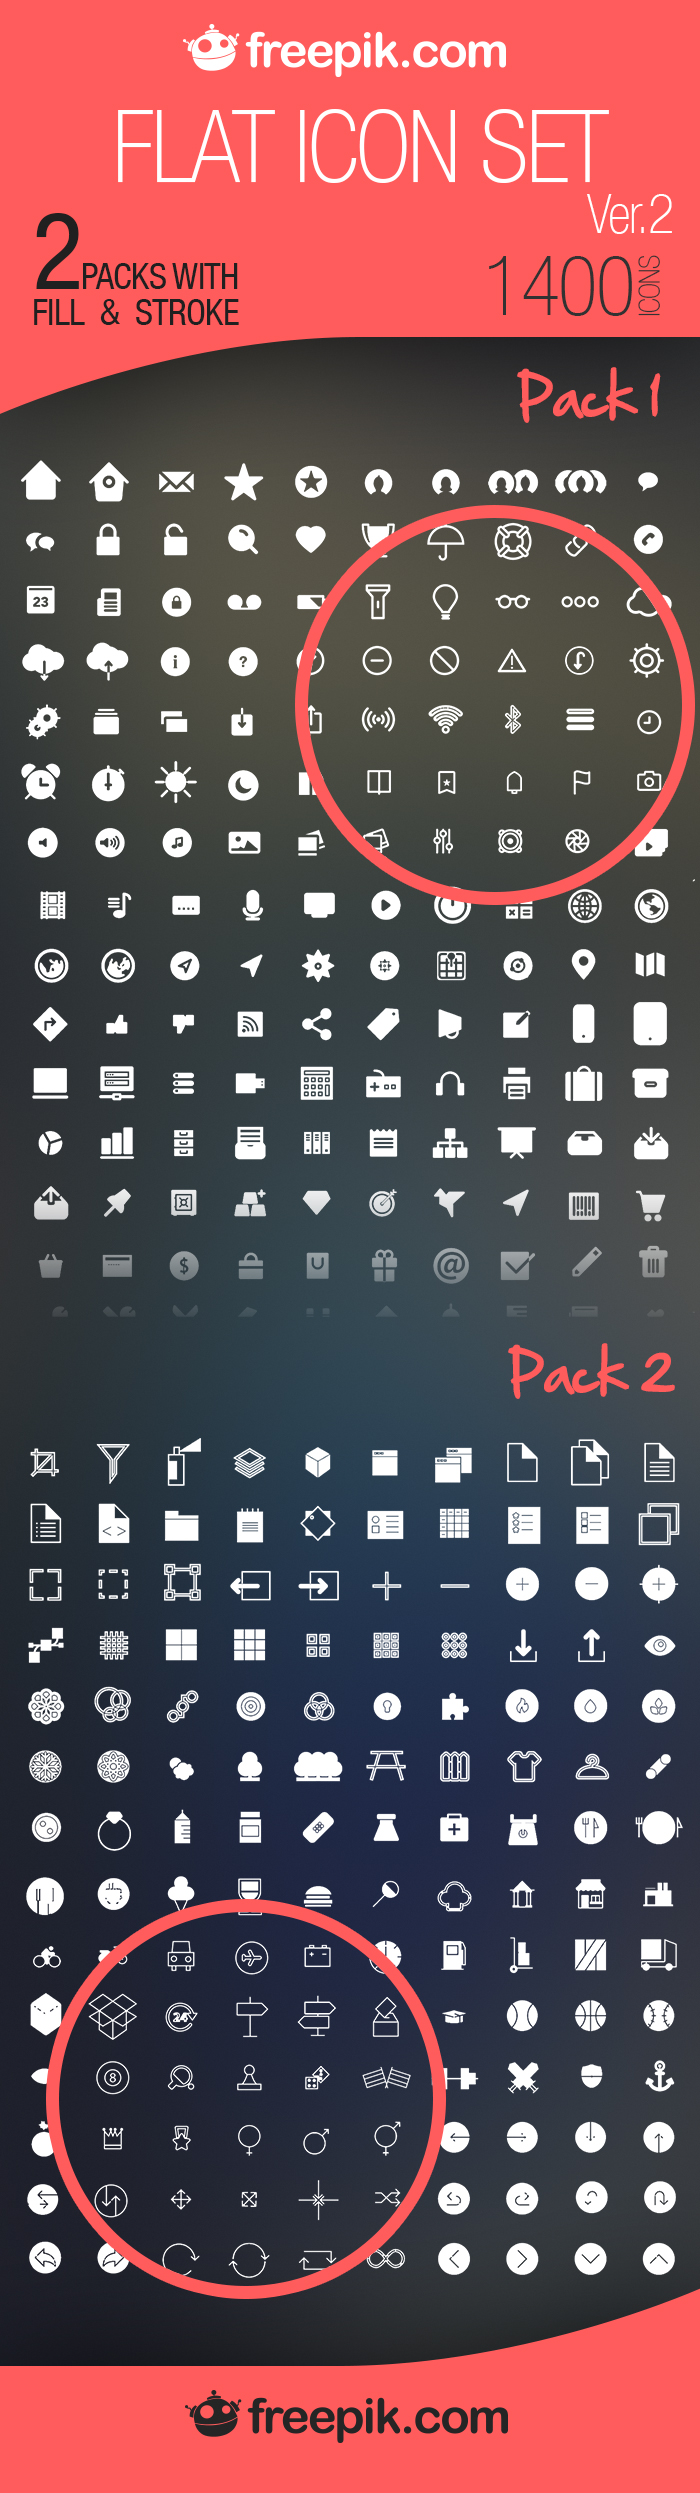 freepik.com
FLAT ICON SET
Ver.2
2 PACKS WITH
FILL & STROKE
1400 ICONS
Pack 1
23
i
?
$
@
Pack 2
< >
24
8
freepik.com